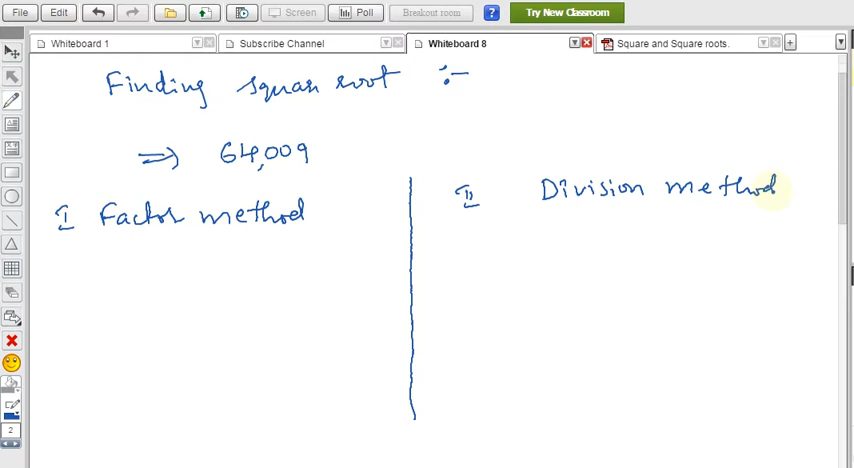 File Edit Screen Poll Breakout room ? Try New Classroom
Whiteboard 1 Subscribe Channel Whiteboard 8 Square and Square roots.
Finding squar root :-
⇒ 64,009
I Factor method
II Division method
2